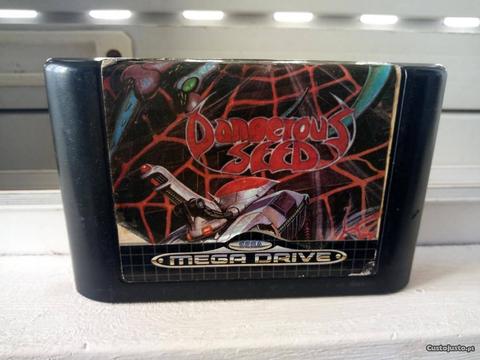 Dangerous
Seed
SEGA
MEGA DRIVE
CustoJusto.pt